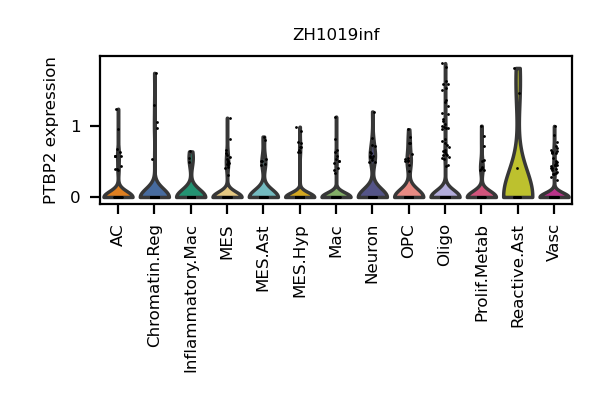 ZH1019inf
PTBP2 expression
1
0
AC
Chromatin.Reg
Inflammatory.Mac
MES
MES.Ast
MES.Hyp
Mac
Neuron
OPC
Oligo
Prolif.Metab
Reactive.Ast
Vasc